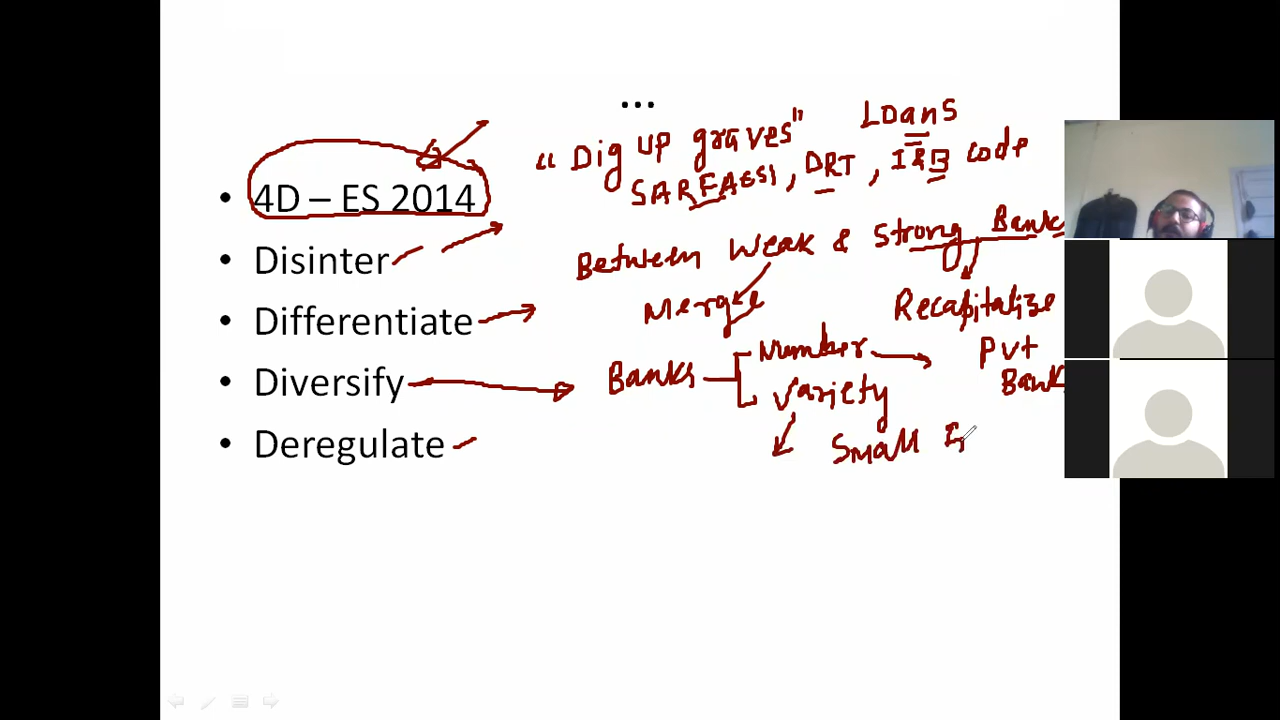 ...
"Dig up graves" Loans
SARFAESI, DRT, I&B code
• 4D – ES 2014
• Disinter
Between Weak & Strong Banks
Merge Recapitalize
• Differentiate
Number Pvt Bank
• Diversify Banks
Variety
• Deregulate
Small